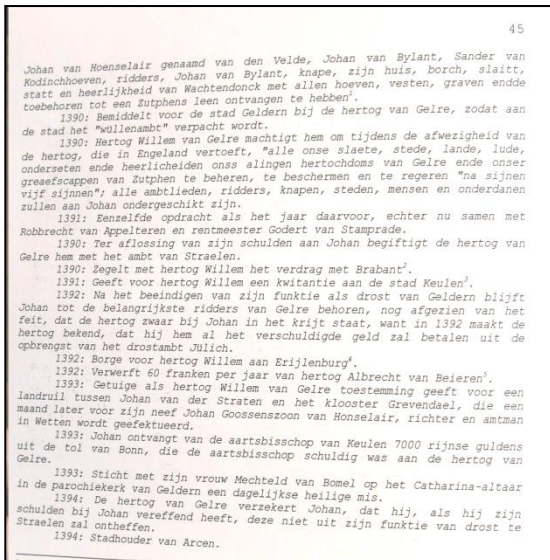 45
Johan van Hoenselair genaamd van den Velde, Johan van Bylant, Sander van
Kodinchhoeven, ridders, Johan van Bylant, knape, zijn huis, borch, slaitt,
statt en heerlijkheid van Wachtendonck met allen hoeven, vesten, graven endde
toebehoren tot een Zutphens leen ontvangen te hebben¹.
1390: Bemiddelt voor de stad Geldern bij de hertog van Gelre, zodat aan
de stad het "wüllenambt" verpacht wordt.
1390: Hertog Willem van Gelre machtigt hem om tijdens de afwezigheid van
de hertog, die in Engeland vertoeft, "alle onse slaete, stede, lande, lude,
onderseten ende heerlicheiden onss alingen hertochdoms van Gelre ende onser
greaefscappen van Zutphen te beheren, te beschermen en te regeren "na sijnen
vijf sijnnen"; alle ambtlieden, ridders, knapen, steden, mensen en onderdanen
zullen aan Johan ondergeschikt zijn.
1391: Eenzelfde opdracht als het jaar daarvoor, echter nu samen met
Robbrecht van Appelteren en rentmeester Godert van Stamprade.
1390: Ter aflossing van zijn schulden aan Johan begiftigt de hertog van
Gelre hem met het ambt van Straelen.
1390: Zegelt met hertog Willem het verdrag met Brabant².
1391: Geeft voor hertog Willem een kwitantie aan de stad Keulen³.
1392: Na het beeindigen van zijn funktie als drost van Geldern blijft
Johan tot de belangrijkste ridders van Gelre behoren, nog afgezien van het
feit, dat de hertog zwaar bij Johan in het krijt staat, want in 1392 maakt de
hertog bekend, dat hij hem al het verschuldigde geld zal betalen uit de
opbrengst van het drostambt Jülich.
1392: Borge voor hertog Willem aan Erijlenburg⁴.
1392: Verwerft 60 franken per jaar van hertog Albrecht van Beieren⁵.
1393: Getuige als hertog Willem van Gelre toestemming geeft voor een
landruil tussen Johan van der Straten en het klooster Grevendael, die een
maand later voor zijn neef Johan Goossenszoon van Honselair, richter en amtman
in Wetten wordt geefektueerd.
1393: Johan ontvangt van de aartsbisschop van Keulen 7000 rijnse guldens
uit de tol van Bonn, die de aartsbisschop schuldig was aan de hertog van
Gelre.
1393: Sticht met zijn vrouw Mechteld van Bomel op het Catharina-altaar
in de parochiekerk van Geldern een dagelijkse heilige mis.
1394: De hertog van Gelre verzekert Johan, dat hij, als hij zijn
schulden bij Johan vereffend heeft, deze niet uit zijn funktie van drost te
Straelen zal ontheffen.
1394: Stadhouder van Arcen.